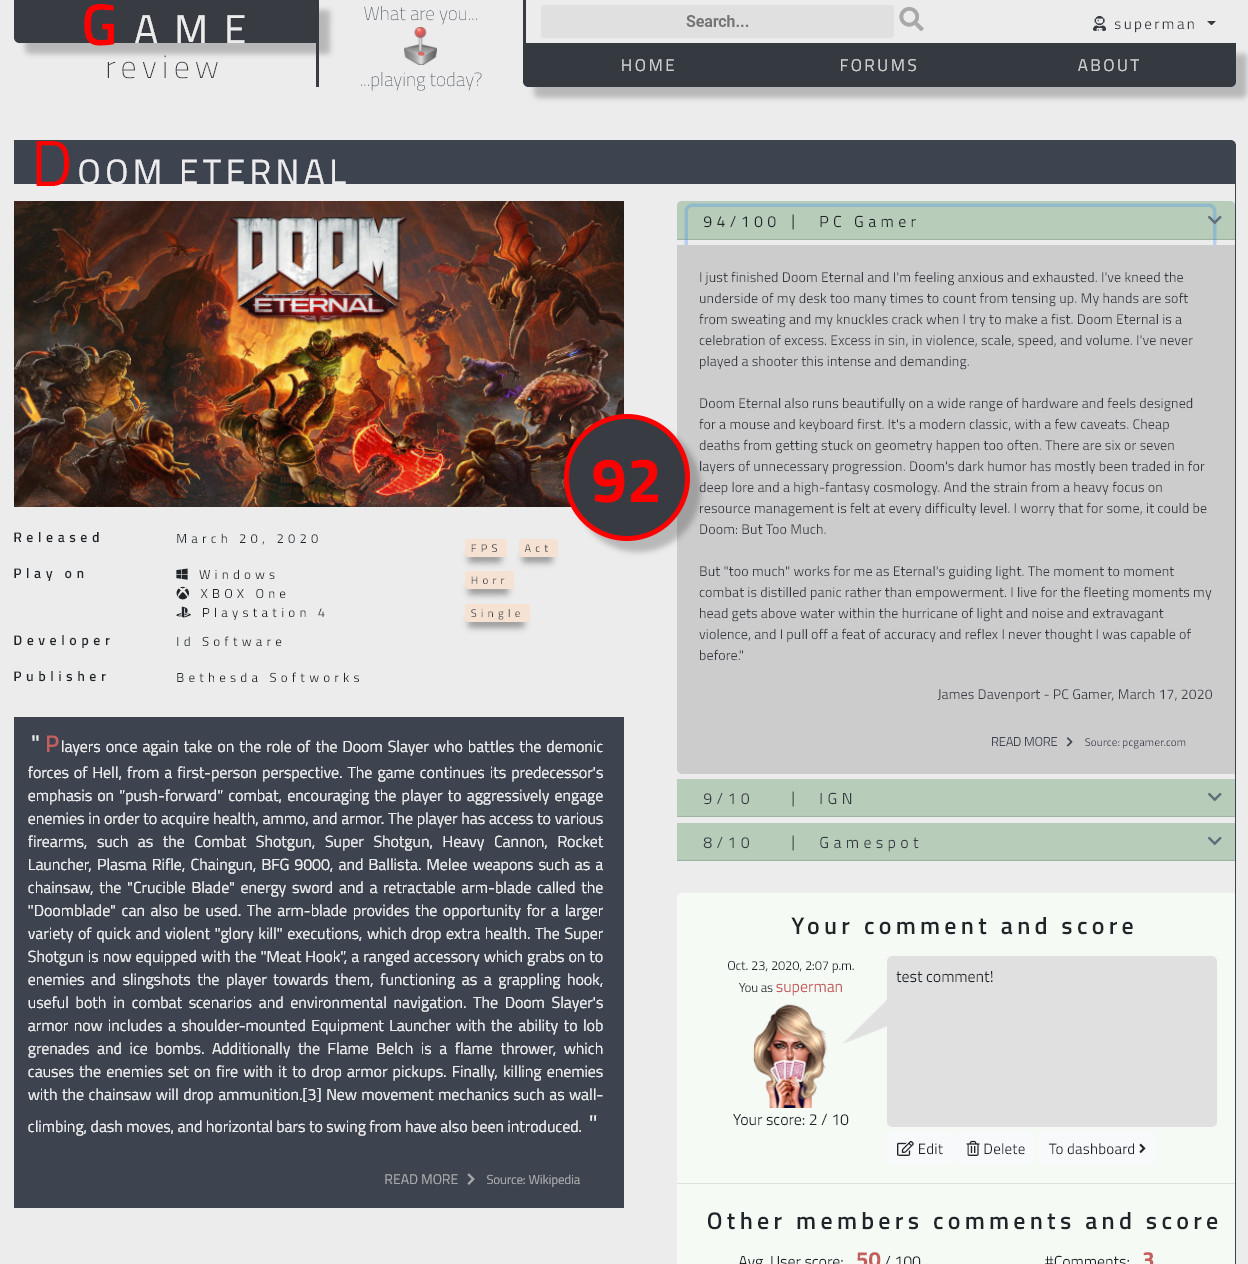 GAME
review
What are you...
...playing today?
Search...
superman
HOME
FORUMS
ABOUT
DOOM ETERNAL
DOOM
ETERNAL
92
Released
March 20, 2020
Play on
Windows
XBOX One
Playstation 4
Developer
Id Software
Publisher
Bethesda Softworks
FPS Act
Horr
Single
" Players once again take on the role of the Doom Slayer who battles the demonic
forces of Hell, from a first-person perspective. The game continues its predecessor's
emphasis on "push-forward" combat, encouraging the player to aggressively engage
enemies in order to acquire health, ammo, and armor. The player has access to various
firearms, such as the Combat Shotgun, Super Shotgun, Heavy Cannon, Rocket
Launcher, Plasma Rifle, Chaingun, BFG 9000, and Ballista. Melee weapons such as a
chainsaw, the "Crucible Blade" energy sword and a retractable arm-blade called the
"Doomblade" can also be used. The arm-blade provides the opportunity for a larger
variety of quick and violent "glory kill" executions, which drop extra health. The Super
Shotgun is now equipped with the "Meat Hook", a ranged accessory which grabs on to
enemies and slingshots the player towards them, functioning as a grappling hook,
useful both in combat scenarios and environmental navigation. The Doom Slayer's
armor now includes a shoulder-mounted Equipment Launcher with the ability to lob
grenades and ice bombs. Additionally the Flame Belch is a flame thrower, which
causes the enemies set on fire with it to drop armor pickups. Finally, killing enemies
with the chainsaw will drop ammunition.[3] New movement mechanics such as wall-
climbing, dash moves, and horizontal bars to swing from have also been introduced. "
READ MORE Source: Wikipedia
94/100 | PC Gamer
I just finished Doom Eternal and I'm feeling anxious and exhausted. I've kneed the
underside of my desk too many times to count from tensing up. My hands are soft
from sweating and my knuckles crack when I try to make a fist. Doom Eternal is a
celebration of excess. Excess in sin, in violence, scale, speed, and volume. I've never
played a shooter this intense and demanding.
Doom Eternal also runs beautifully on a wide range of hardware and feels designed
for a mouse and keyboard first. It's a modern classic, with a few caveats. Cheap
deaths from getting stuck on geometry happen too often. There are six or seven
layers of unnecessary progression. Doom's dark humor has mostly been traded in for
deep lore and a high-fantasy cosmology. And the strain from a heavy focus on
resource management is felt at every difficulty level. I worry that for some, it could be
Doom: But Too Much.
But "too much" works for me as Eternal's guiding light. The moment to moment
combat is distilled panic rather than empowerment. I live for the fleeting moments my
head gets above water within the hurricane of light and noise and extravagant
violence, and I pull off a feat of accuracy and reflex I never thought I was capable of
before."
James Davenport - PC Gamer, March 17, 2020
READ MORE Source: pcgamer.com
9/10 | IGN
8/10 | Gamespot
Your comment and score
Oct. 23, 2020, 2:07 p.m.
You as superman
test comment!
Your score: 2 / 10
Edit
Delete
To dashboard
Other members comments and score
Avg. User score: 50 / 100
#Comments: 3